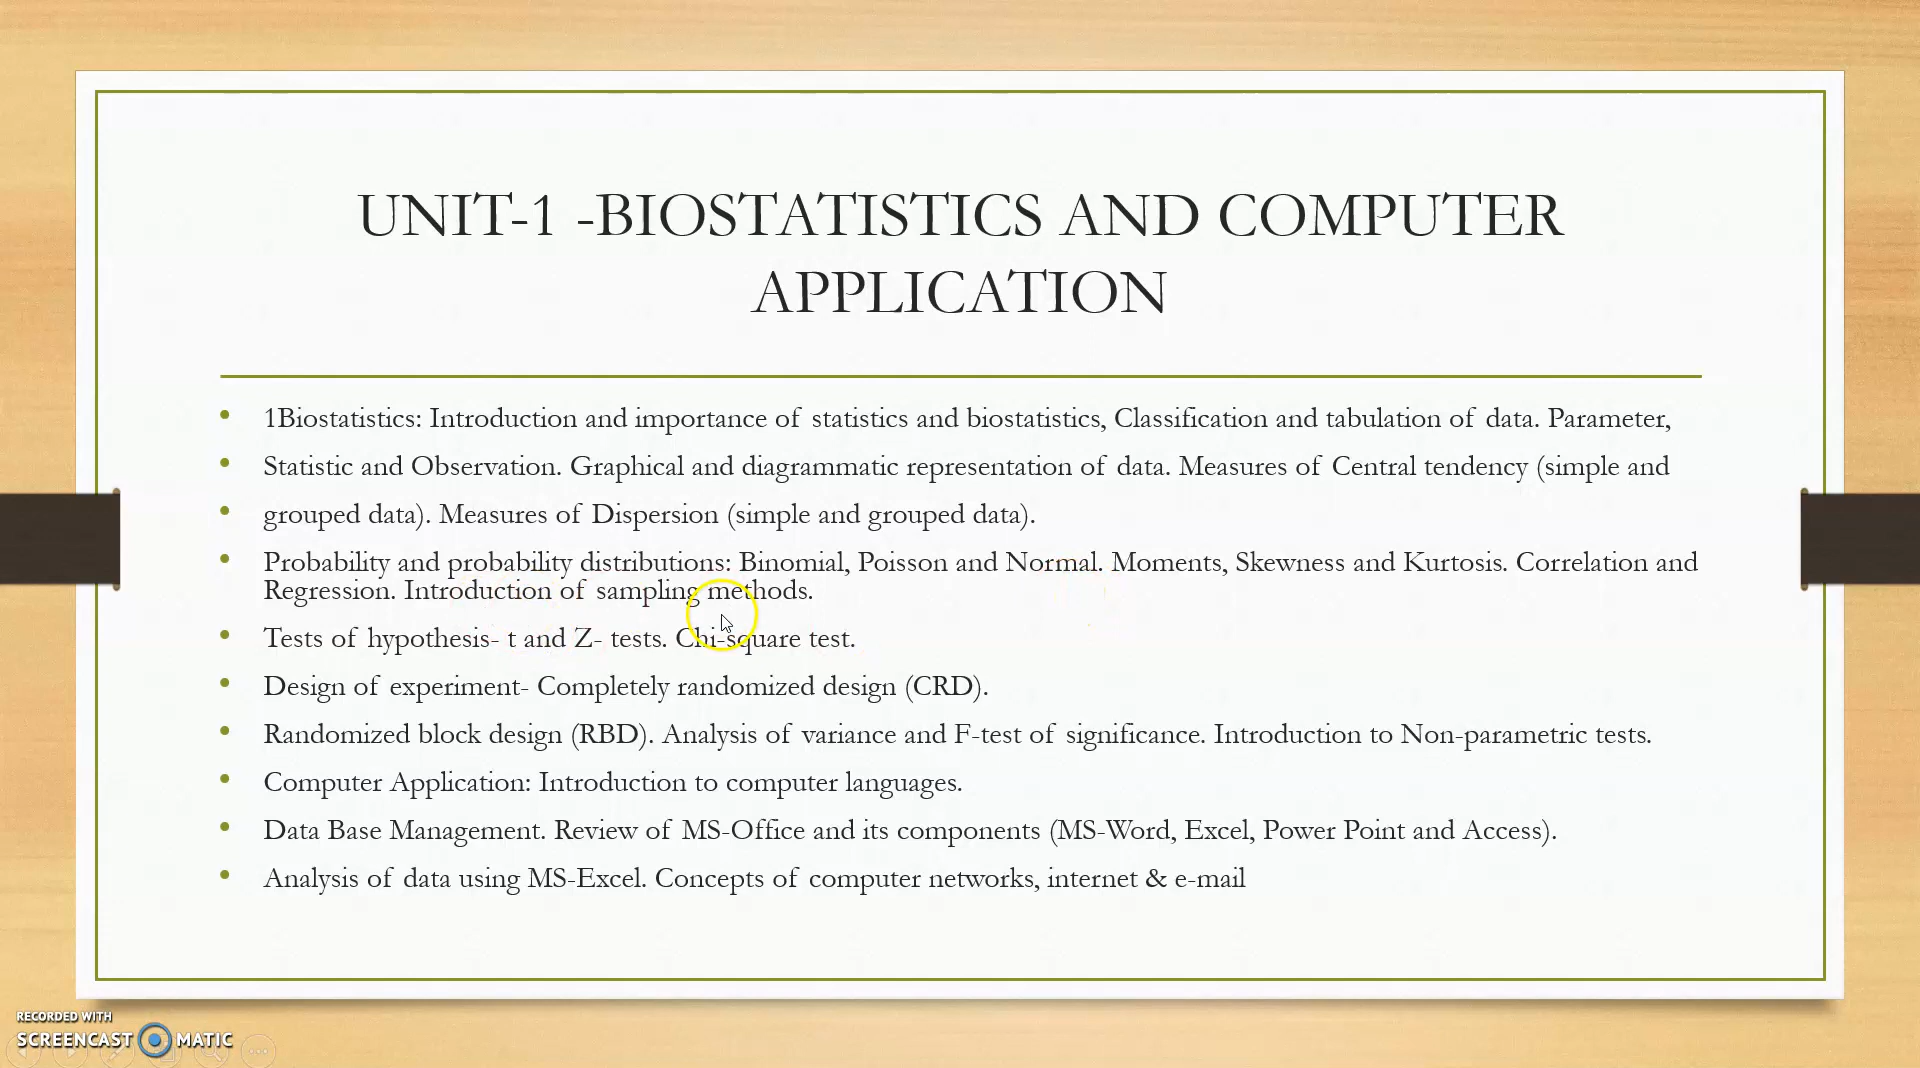 UNIT-1 -BIOSTATISTICS AND COMPUTER
APPLICATION
• 1Biostatistics: Introduction and importance of statistics and biostatistics, Classification and tabulation of data. Parameter,
• Statistic and Observation. Graphical and diagrammatic representation of data. Measures of Central tendency (simple and
• grouped data). Measures of Dispersion (simple and grouped data).
• Probability and probability distributions: Binomial, Poisson and Normal. Moments, Skewness and Kurtosis. Correlation and
Regression. Introduction of sampling methods.
• Tests of hypothesis- t and Z- tests. Chi-square test.
• Design of experiment- Completely randomized design (CRD).
• Randomized block design (RBD). Analysis of variance and F-test of significance. Introduction to Non-parametric tests.
• Computer Application: Introduction to computer languages.
• Data Base Management. Review of MS-Office and its components (MS-Word, Excel, Power Point and Access).
• Analysis of data using MS-Excel. Concepts of computer networks, internet & e-mail
RECORDED WITH
SCREENCAST MATIC